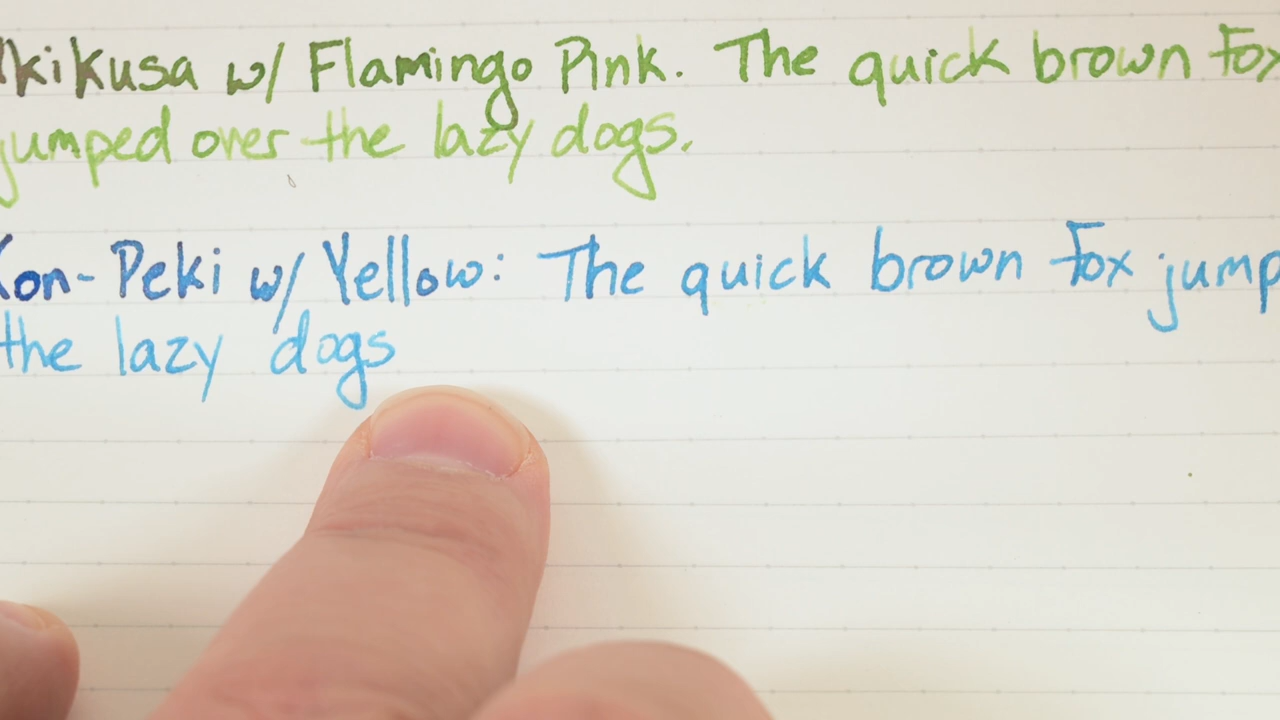 Ikikusa w/ Flamingo Pink. The quick brown Fox
jumped over the lazy dogs.
Kon-Peki w/ Yellow: The quick brown Fox jump
the lazy dogs